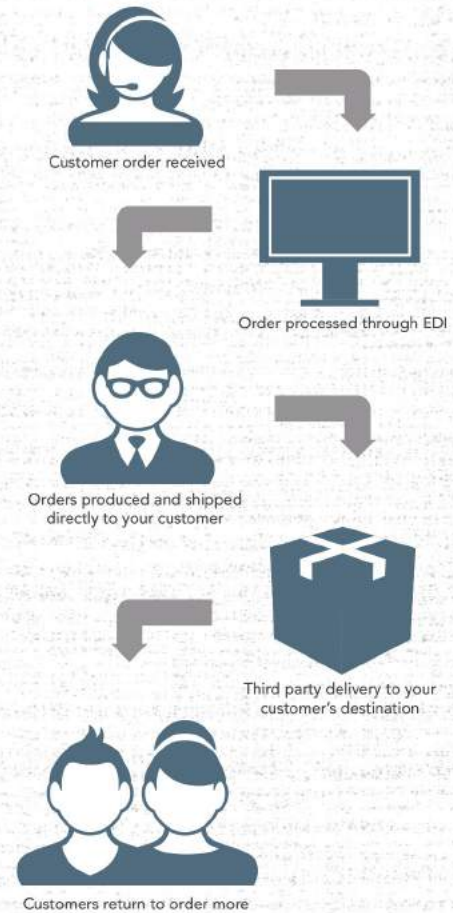 Customer order received
Order processed through EDI
Orders produced and shipped
directly to your customer
Third party delivery to your
customer's destination
Customers return to order more